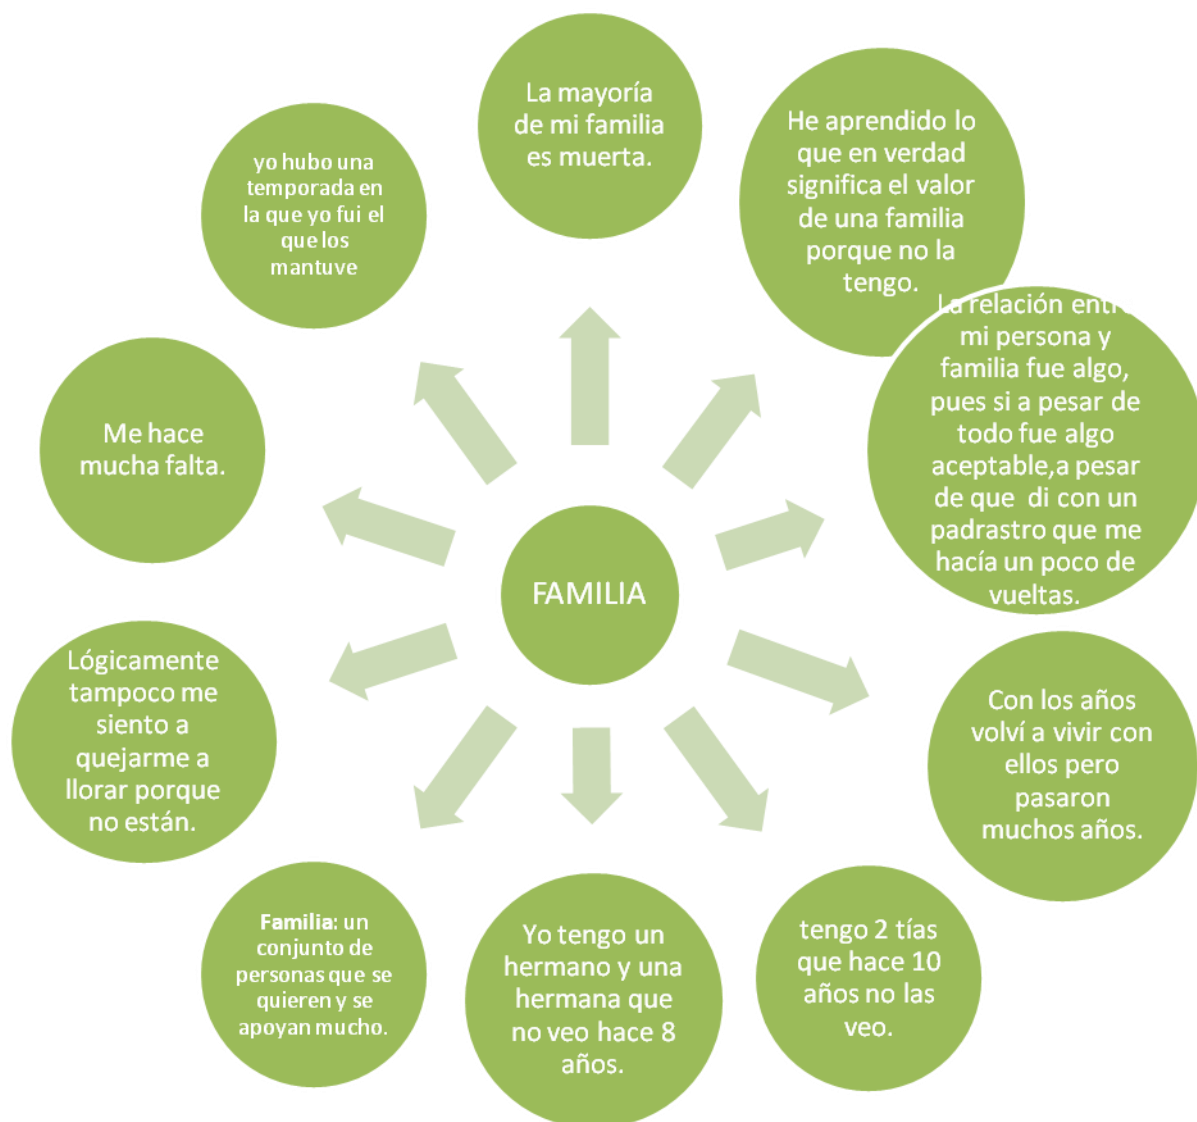 La mayoría
de mi familia
es muerta.
He aprendido lo
que en verdad
significa el valor
de una familia
porque no la
tengo.
La relación entre
mi persona y
familia fue algo,
pues si a pesar de
todo fue algo
aceptable,a pesar
de que di con un
padrastro que me
hacía un poco de
vueltas.
Con los años
volví a vivir con
ellos pero
pasaron
muchos años.
tengo 2 tías
que hace 10
años no las
veo.
Yo tengo un
hermano y una
hermana que
no veo hace 8
años.
Familia: un
conjunto de
personas que se
quieren y se
apoyan mucho.
Lógicamente
tampoco me
siento a
quejarme a
llorar porque
no están.
Me hace
mucha falta.
yo hubo una
temporada en
la que yo fui el
que los
mantuve
FAMILIA